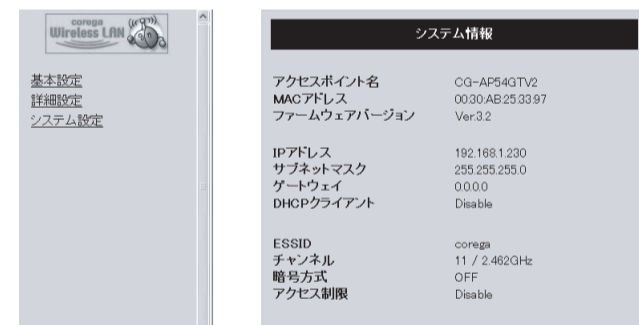 corega
Wireless LAN
基本設定
詳細設定
システム設定
システム情報
アクセスポイント名 CG-AP54GTV2
MACアドレス 00:30:AB:25:33:97
ファームウェアバージョン Ver.3.2
IPアドレス 192.168.1.230
サブネットマスク 255.255.255.0
ゲートウェイ 0.0.0.0
DHCPクライアント Disable
ESSID corega
チャンネル 11 / 2.462GHz
暗号方式 OFF
アクセス制限 Disable